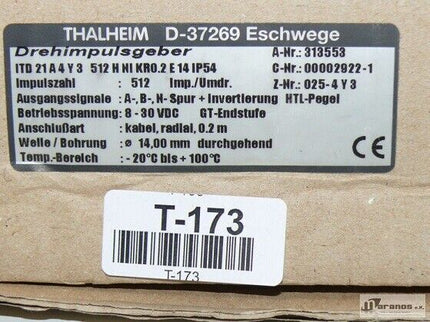 THALHEIM D-37269 Eschwege
Drehimpulsgeber A-Nr.: 313553
ITD 21 A 4 Y 3 512 H NI KR0.2 E 14 IP54 C-Nr.: 00002922-1
Impulszahl : 512 Imp./Umdr. Z-Nr.: 025-4 Y 3
Ausgangssignale : A-, B-, N- Spur + Invertierung HTL-Pegel
Betriebsspannung: 8 - 30 VDC GT-Endstufe
Anschlußart : kabel, radial, 0.2 m
Welle / Bohrung : ø 14,00 mm durchgehend
Temp.-Bereich : - 20°C bis + 100°C
CE
T-173
T-173
Maranos e.K.